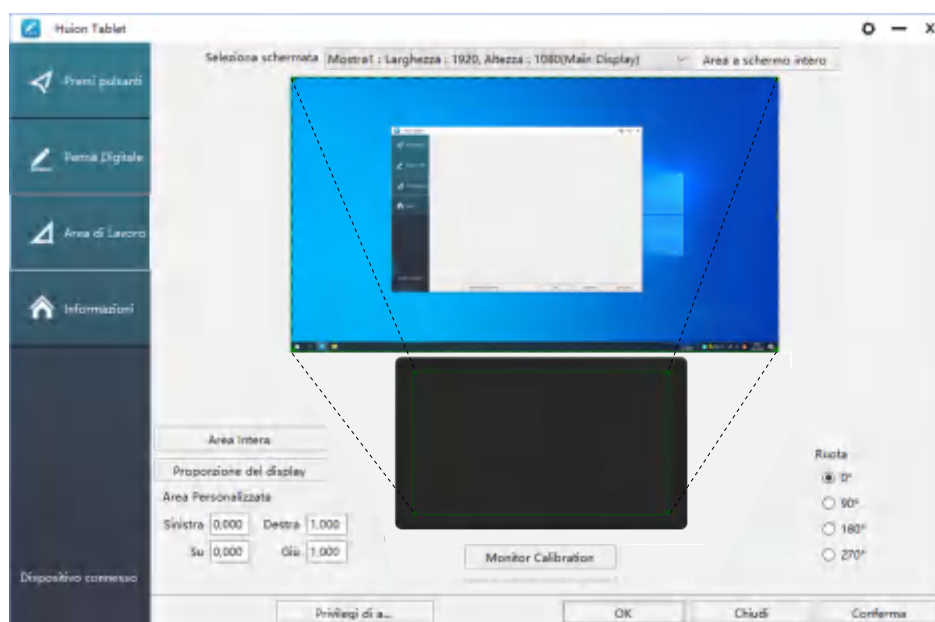 Huion Tablet
Seleziona schermata Mostra1 : Larghezza : 1920, Altezza : 1080(Main Display) Area a schermo intero
Premi pulsanti
Penna Digitale
Area di Lavoro
Informazioni
Dispositivo connesso
Area Intera
Proporzione del display
Area Personalizzata
Sinistra 0,000 Destra 1,000
Su 0,000 Giù 1,000
Monitor Calibration
Ruota
0°
90°
180°
270°
Privilegi di a...
OK
Chiudi
Conferma